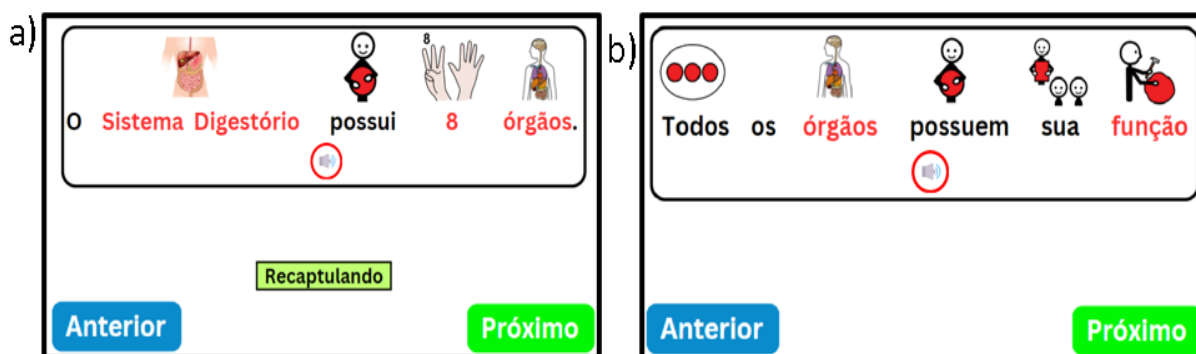 a)
8
O Sistema Digestório possui 8 órgãos.
Recaptulando
Anterior Próximo
b)
Todos os órgãos possuem sua função
Anterior Próximo